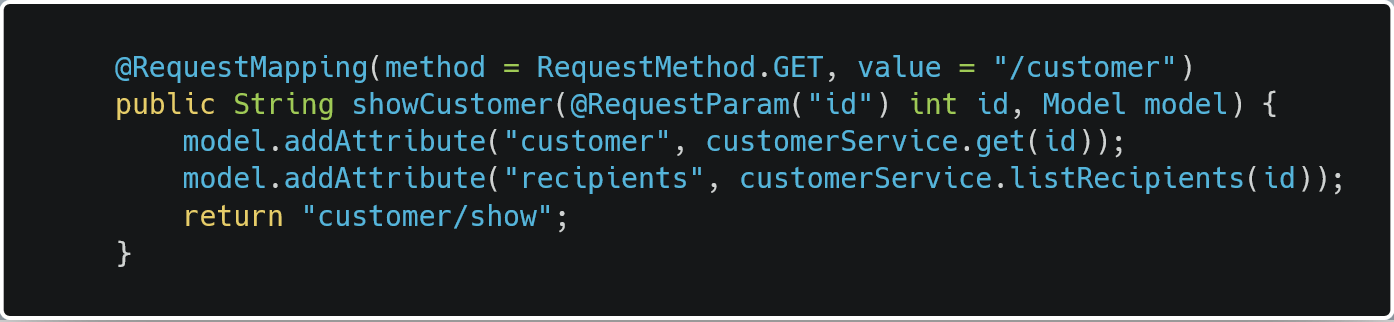 @RequestMapping(method = RequestMethod.GET, value = "/customer")
public String showCustomer(@RequestParam("id") int id, Model model) {
    model.addAttribute("customer", customerService.get(id));
    model.addAttribute("recipients", customerService.listRecipients(id));
    return "customer/show";
}